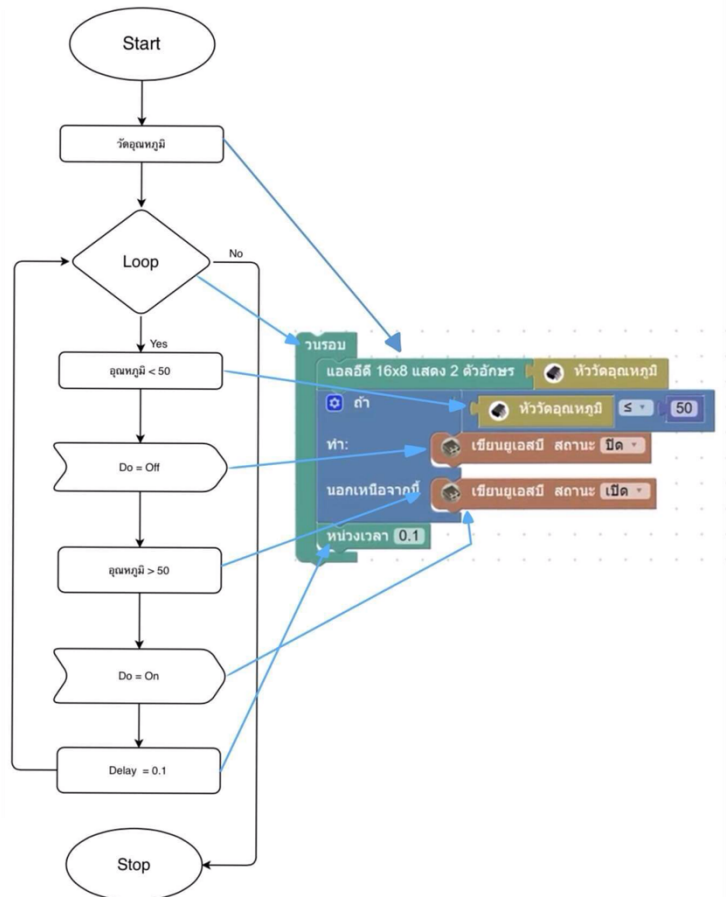 Start
วัดอุณหภูมิ
Loop
No
Yes
อุณหภูมิ < 50
Do = Off
อุณหภูมิ > 50
Do = On
Delay = 0.1
Stop
วนรอบ
แอลอีดี 16x8 แสดง 2 ตัวอักษร หัววัดอุณหภูมิ
ถ้า หัววัดอุณหภูมิ ≤ 50
ทำ: เขียนยูเอสบี สถานะ ปิด
นอกเหนือจากนี้ เขียนยูเอสบี สถานะ เปิด
หน่วงเวลา 0.1